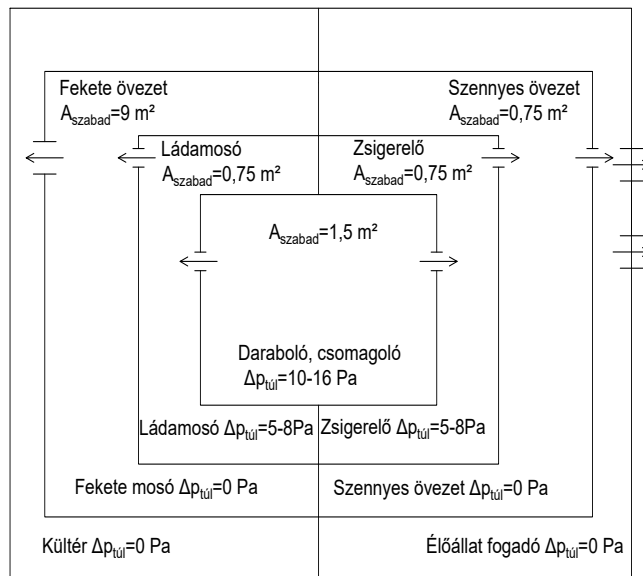 Fekete övezet
A_szabad=9 m²
Szennyes övezet
A_szabad=0,75 m²
Ládamosó
A_szabad=0,75 m²
Zsigerelő
A_szabad=0,75 m²
A_szabad=1,5 m²
Daraboló, csomagoló
Δp_túl=10-16 Pa
Ládamosó Δp_túl=5-8Pa
Zsigerelő Δp_túl=5-8Pa
Fekete mosó Δp_túl=0 Pa
Szennyes övezet Δp_túl=0 Pa
Kültér Δp_túl=0 Pa
Élőállat fogadó Δp_túl=0 Pa